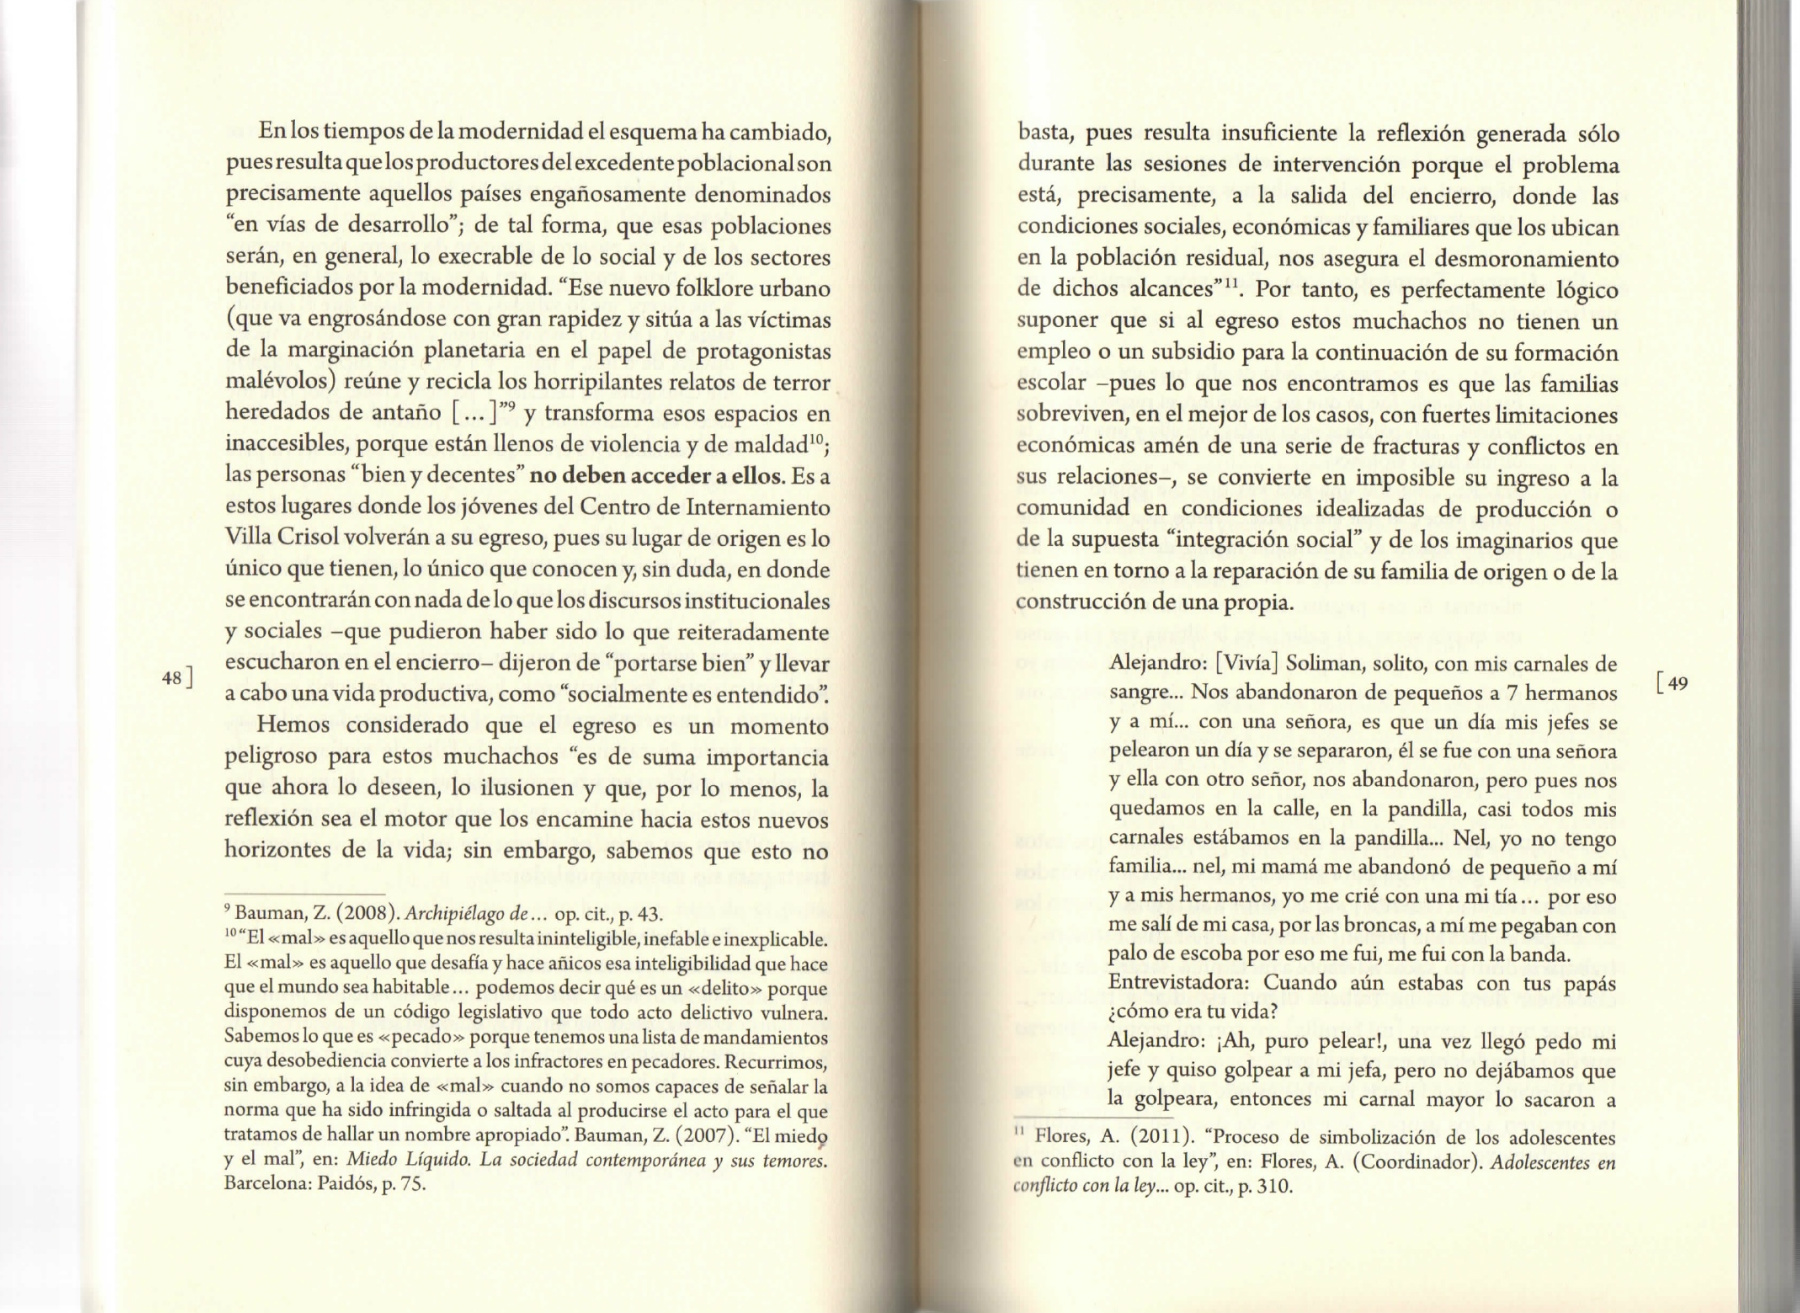 En los tiempos de la modernidad el esquema ha cambiado,
pues resulta que los productores del excedente poblacional son
precisamente aquellos países engañosamente denominados
“en vías de desarrollo”; de tal forma, que esas poblaciones
serán, en general, lo execrable de lo social y de los sectores
beneficiados por la modernidad. “Ese nuevo folklore urbano
(que va engrosándose con gran rapidez y sitúa a las víctimas
de la marginación planetaria en el papel de protagonistas
malévolos) reúne y recicla los horripilantes relatos de terror
heredados de antaño [...]”⁹ y transforma esos espacios en
inaccesibles, porque están llenos de violencia y de maldad¹⁰;
las personas “bien y decentes” no deben acceder a ellos. Es a
estos lugares donde los jóvenes del Centro de Internamiento
Villa Crisol volverán a su egreso, pues su lugar de origen es lo
único que tienen, lo único que conocen y, sin duda, en donde
se encontrarán con nada de lo que los discursos institucionales
y sociales –que pudieron haber sido lo que reiteradamente
escucharon en el encierro– dijeron de “portarse bien” y llevar
a cabo una vida productiva, como “socialmente es entendido”.
48]
Hemos considerado que el egreso es un momento
peligroso para estos muchachos “es de suma importancia
que ahora lo deseen, lo ilusionen y que, por lo menos, la
reflexión sea el motor que los encamine hacia estos nuevos
horizontes de la vida; sin embargo, sabemos que esto no
⁹ Bauman, Z. (2008). Archipiélago de... op. cit., p. 43.
¹⁰ “El «mal» es aquello que nos resulta ininteligible, inefable e inexplicable.
El «mal» es aquello que desafía y hace añicos esa inteligibilidad que hace
que el mundo sea habitable... podemos decir qué es un «delito» porque
disponemos de un código legislativo que todo acto delictivo vulnera.
Sabemos lo que es «pecado» porque tenemos una lista de mandamientos
cuya desobediencia convierte a los infractores en pecadores. Recurrimos,
sin embargo, a la idea de «mal» cuando no somos capaces de señalar la
norma que ha sido infringida o saltada al producirse el acto para el que
tratamos de hallar un nombre apropiado”. Bauman, Z. (2007). “El miedo
y el mal”, en: Miedo Líquido. La sociedad contemporánea y sus temores.
Barcelona: Paidós, p. 75.
basta, pues resulta insuficiente la reflexión generada sólo
durante las sesiones de intervención porque el problema
está, precisamente, a la salida del encierro, donde las
condiciones sociales, económicas y familiares que los ubican
en la población residual, nos asegura el desmoronamiento
de dichos alcances”¹¹. Por tanto, es perfectamente lógico
suponer que si al egreso estos muchachos no tienen un
empleo o un subsidio para la continuación de su formación
escolar –pues lo que nos encontramos es que las familias
sobreviven, en el mejor de los casos, con fuertes limitaciones
económicas amén de una serie de fracturas y conflictos en
sus relaciones–, se convierte en imposible su ingreso a la
comunidad en condiciones idealizadas de producción o
de la supuesta “integración social” y de los imaginarios que
tienen en torno a la reparación de su familia de origen o de la
construcción de una propia.
Alejandro: [Vivía] Soliman, solito, con mis carnales de
sangre... Nos abandonaron de pequeños a 7 hermanos
[49
y a mí... con una señora, es que un día mis jefes se
pelearon un día y se separaron, él se fue con una señora
y ella con otro señor, nos abandonaron, pero pues nos
quedamos en la calle, en la pandilla, casi todos mis
carnales estábamos en la pandilla... Nel, yo no tengo
familia... nel, mi mamá me abandonó de pequeño a mí
y a mis hermanos, yo me crié con una mi tía... por eso
me salí de mi casa, por las broncas, a mí me pegaban con
palo de escoba por eso me fui, me fui con la banda.
Entrevistadora: Cuando aún estabas con tus papás
¿cómo era tu vida?
Alejandro: ¡Ah, puro pelear!, una vez llegó pedo mi
jefe y quiso golpear a mi jefa, pero no dejábamos que
la golpeara, entonces mi carnal mayor lo sacaron a
¹¹ Flores, A. (2011). “Proceso de simbolización de los adolescentes
en conflicto con la ley”, en: Flores, A. (Coordinador). Adolescentes en
conflicto con la ley... op. cit., p. 310.